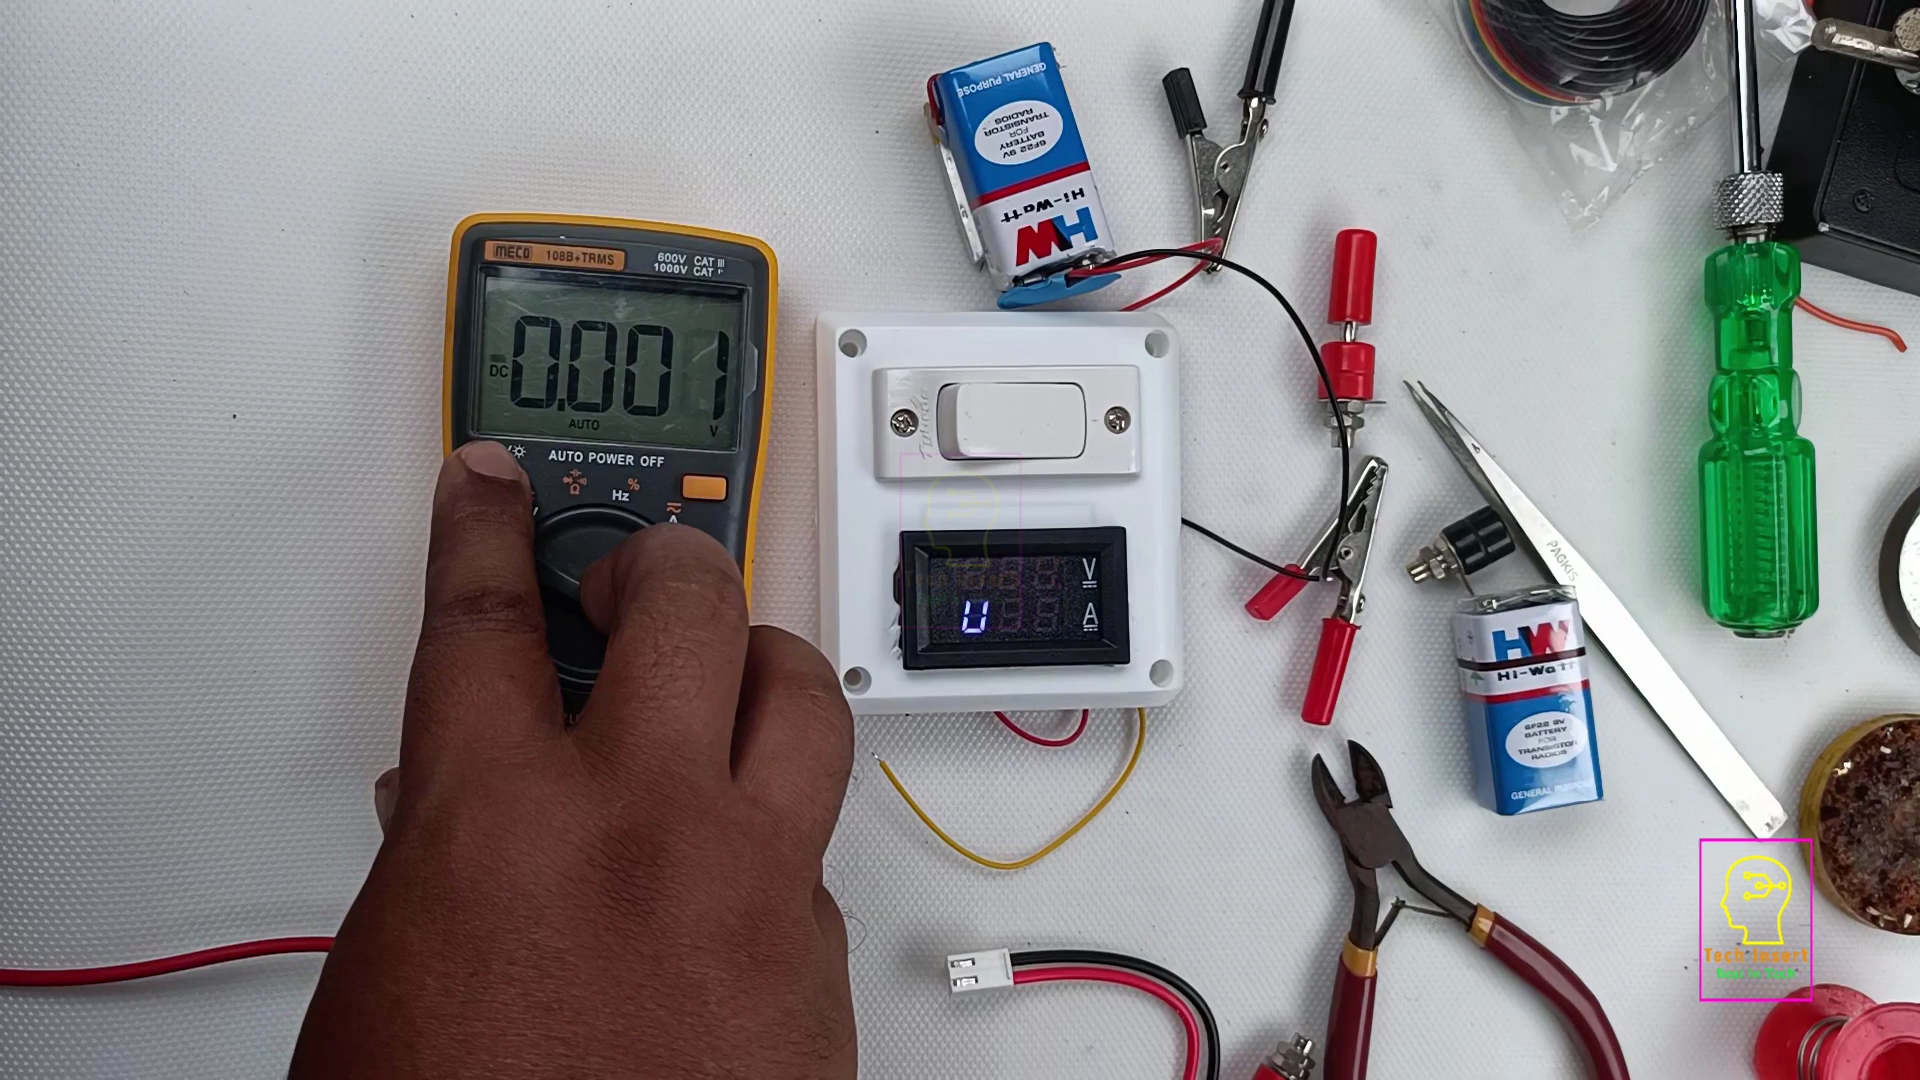 MECO 108B+TRMS
600V CAT III
1000V CAT I
DC 0.001
AUTO V
AUTO POWER OFF
Hz %
Ω
A
GENERAL PURPOSE
6F22 9V
BATTERY
FOR
TRANSISTOR
RADIOS
Hi-Watt
HW
V
A
PAGKIS
HW
Hi-Watt
6F22 9V
BATTERY
FOR
TRANSISTOR
RADIOS
GENERAL PURPOSE
Tech Insert